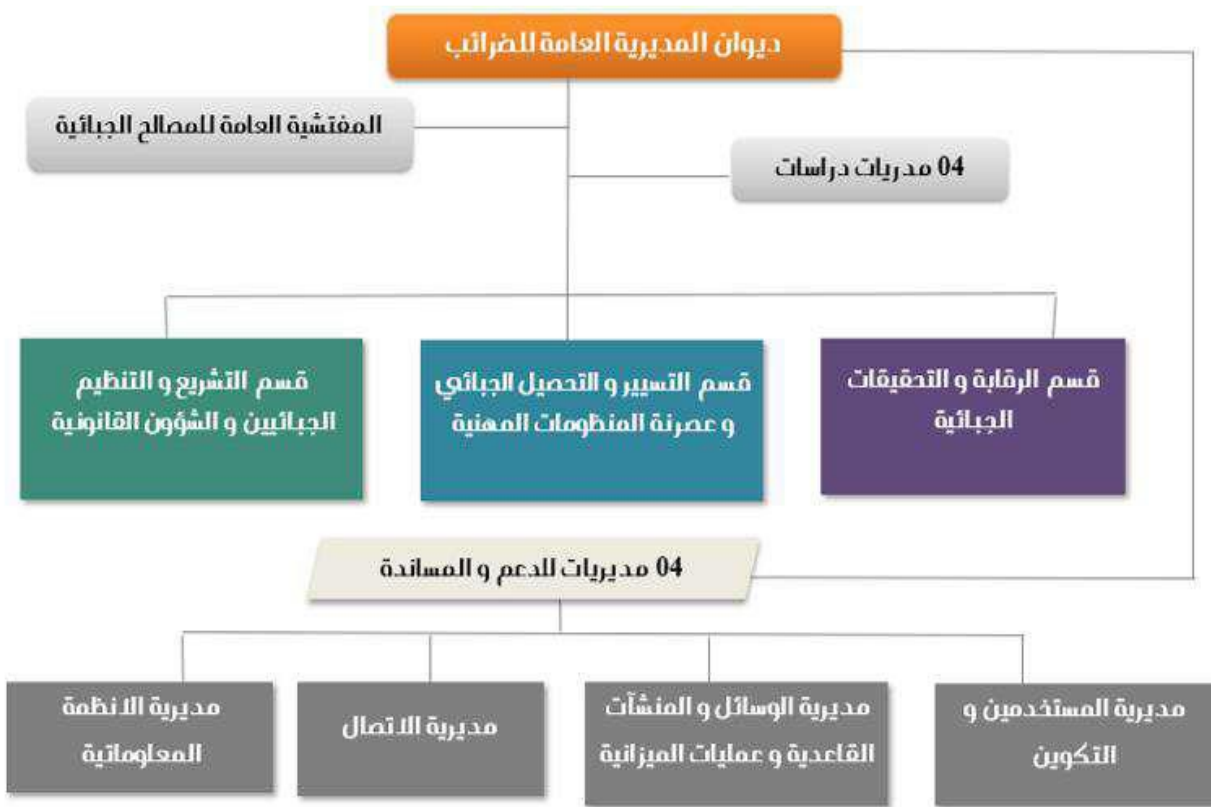 ديوان المديرية العامة للضرائب
المفتشية العامة للمصالح الجبائية
04 مدريات دراسات
قسم الرقابة و التحقيقات
الجبائية
قسم التسيير و التحصيل الجبائي
و عصرنة المنظومات المهنية
قسم التشريع و التنظيم
الجبائيين و الشؤون القانونية
04 مديريات للدعم و المساندة
مديرية المستخدمين و
التكوين
مديرية الوسائل و المنشآت
القاعدية و عمليات الميزانية
مديرية الاتصال
مديرية الانظمة
المعلوماتية